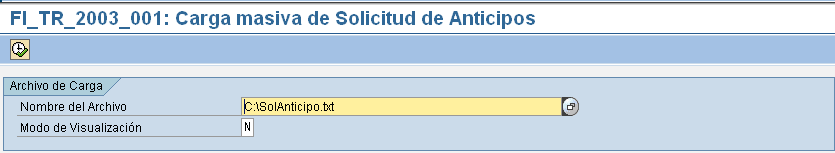 FI_TR_2003_001: Carga masiva de Solicitud de Anticipos
Archivo de Carga
Nombre del Archivo C:\SolAnticipo.txt
Modo de Visualización N